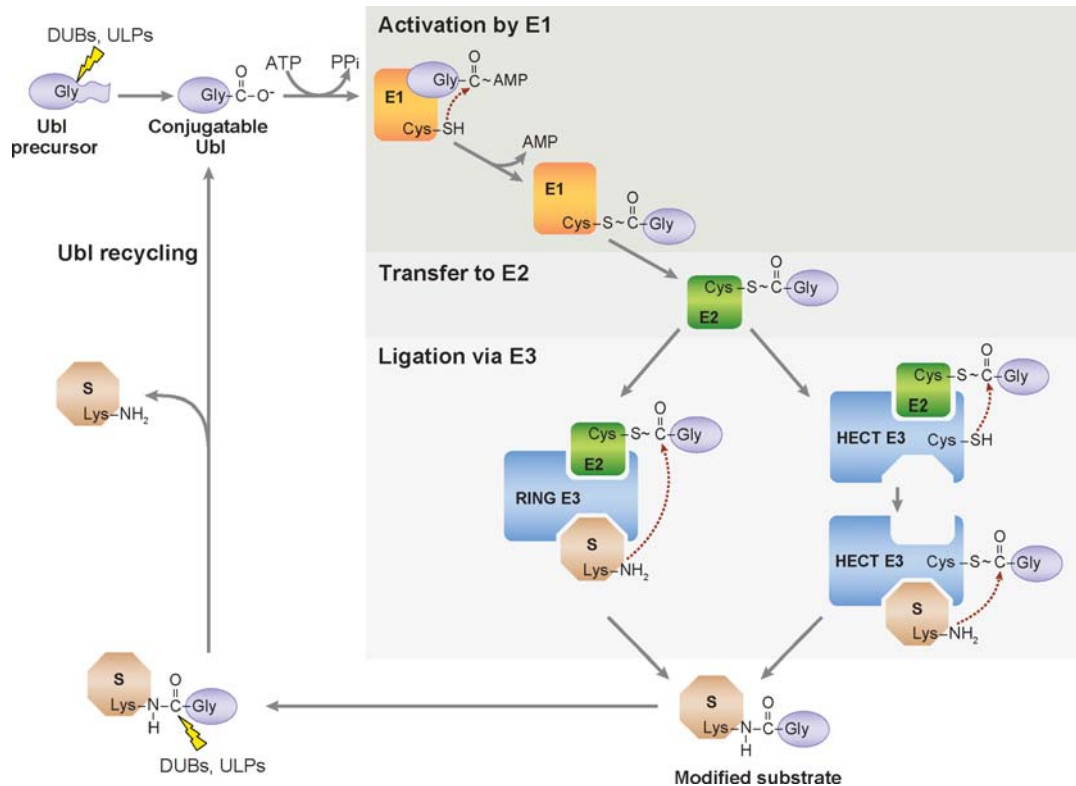 DUBs, ULPs
Gly
Ubl
precursor
Gly–C–O⁻
O
Conjugatable
Ubl
ATP
PPi
Activation by E1
O
Gly–C~AMP
E1
Cys–SH
AMP
E1
O
Cys–S~C–Gly
Transfer to E2
O
Cys–S~C–Gly
E2
Ligation via E3
O
Cys–S~C–Gly
E2
RING E3
S
Lys–NH₂
O
Cys–S~C–Gly
E2
HECT E3
Cys–SH
O
HECT E3
Cys–S~C–Gly
S
Lys–NH₂
Ubl recycling
S
Lys–NH₂
S
O
Lys–N–C–Gly
H
DUBs, ULPs
S
O
Lys–N–C–Gly
H
Modified substrate